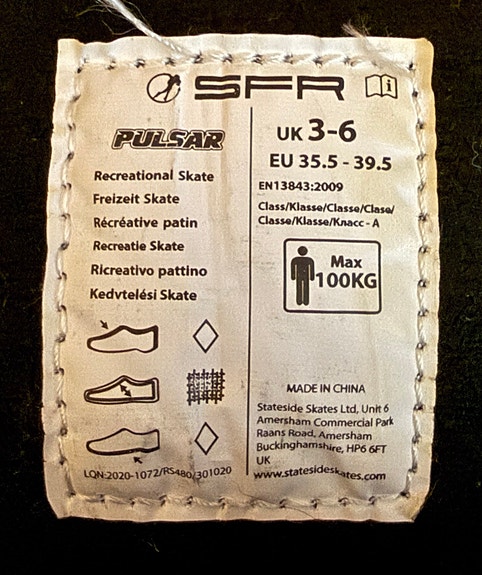 SFR
PULSAR
Recreational Skate
Freizeit Skate
Récréative patin
Recreatie Skate
Ricreativo pattino
Kedvtelési Skate
LQN:2020-1072/RS480/301020
UK 3-6
EU 35.5 - 39.5
EN13843:2009
Class/Klasse/Classe/Clase/
Classe/Klasse/Knacc - A
Max
100KG
MADE IN CHINA
Stateside Skates Ltd, Unit 6
Amersham Commercial Park
Raans Road, Amersham
Buckinghamshire, HP6 6FT
UK
www.statesideskates.com